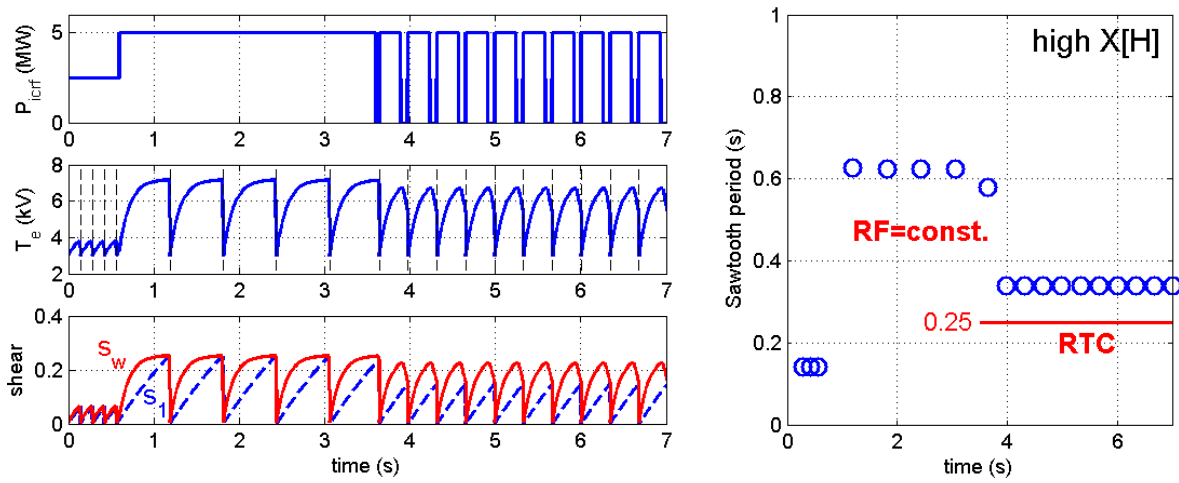 P_icrf (MW)
5
0
0 1 2 3 4 5 6 7
T_e (kV)
8
6
4
2
0 1 2 3 4 5 6 7
shear
0.4
0.2
0
s_w
s_1
0 1 2 3 4 5 6 7
time (s)
high X[H]
Sawtooth period (s)
1
0.8
0.6
0.4
0.2
0
RF=const.
0.25
RTC
0 2 4 6
time (s)